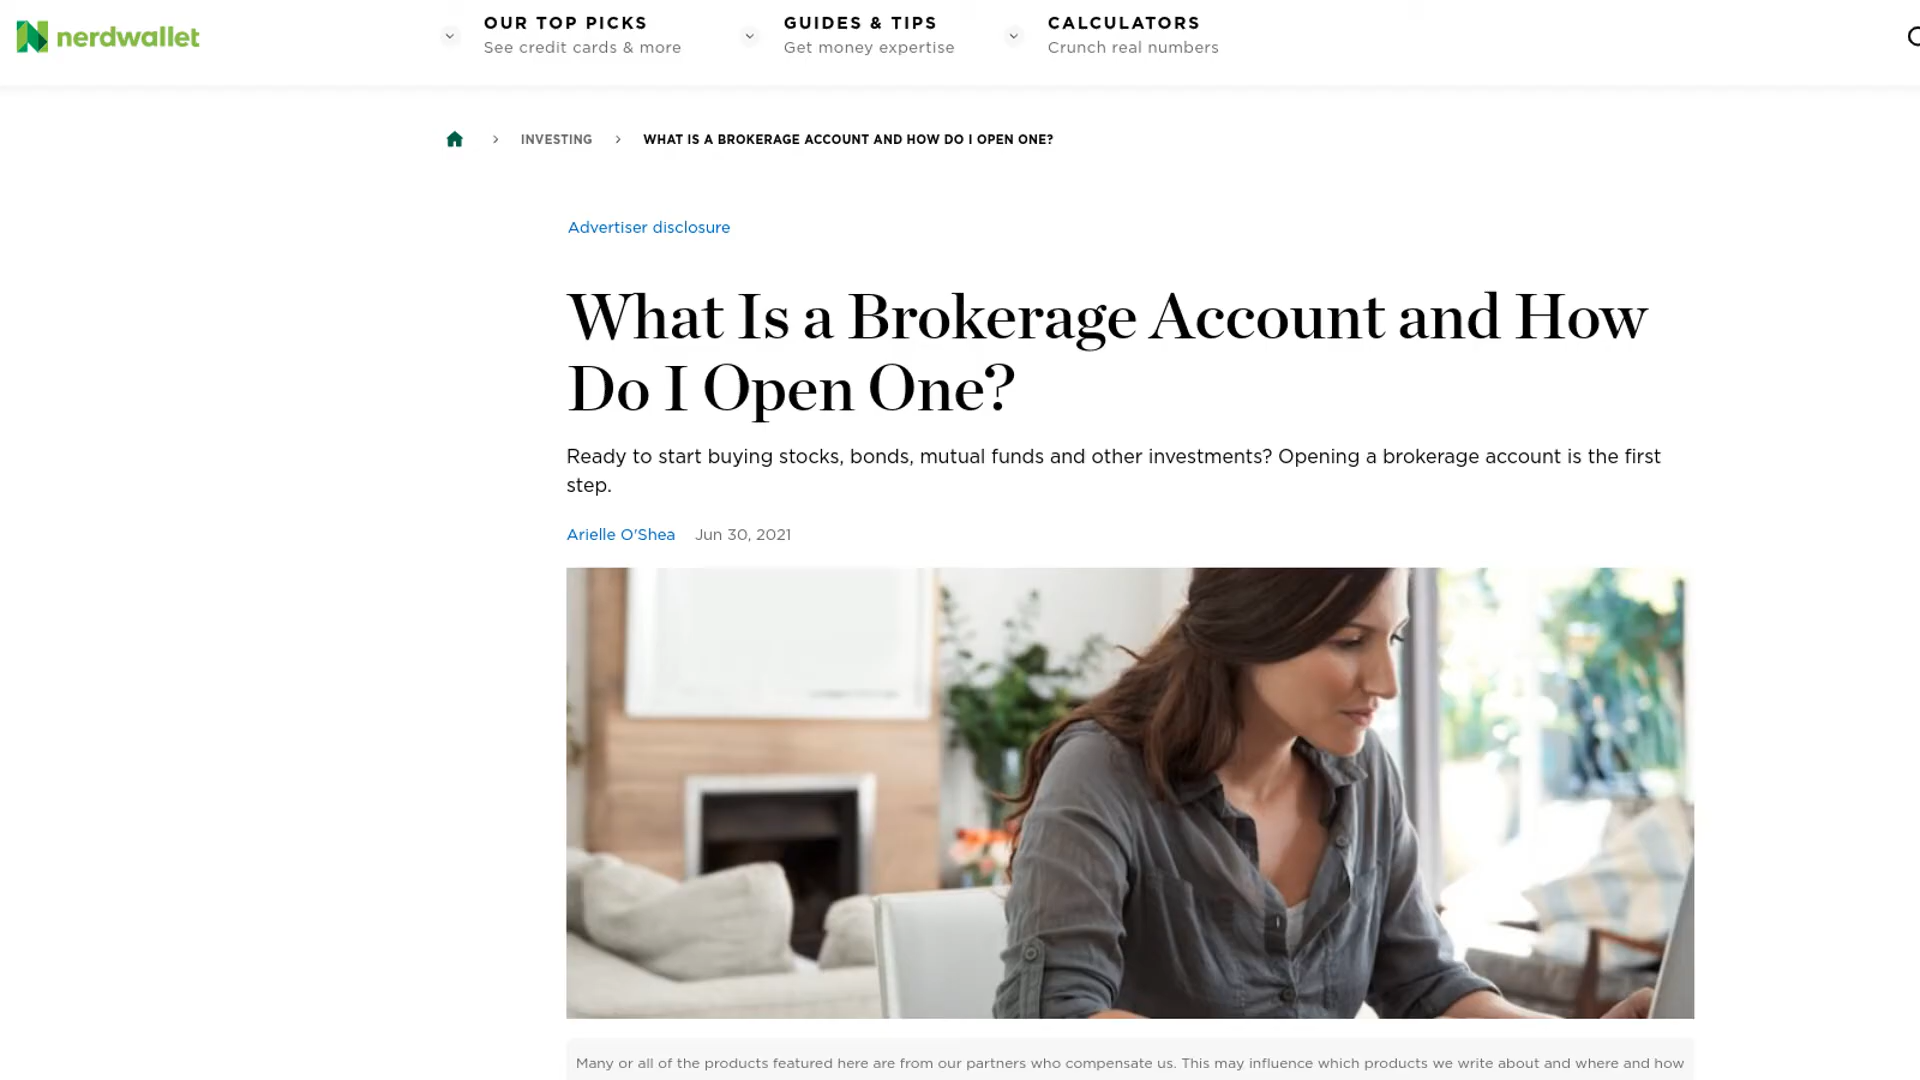 nerdwallet
OUR TOP PICKS
See credit cards & more
GUIDES & TIPS
Get money expertise
CALCULATORS
Crunch real numbers
INVESTING
WHAT IS A BROKERAGE ACCOUNT AND HOW DO I OPEN ONE?
Advertiser disclosure
What Is a Brokerage Account and How
Do I Open One?
Ready to start buying stocks, bonds, mutual funds and other investments? Opening a brokerage account is the first
step.
Arielle O'Shea Jun 30, 2021
Many or all of the products featured here are from our partners who compensate us. This may influence which products we write about and where and how